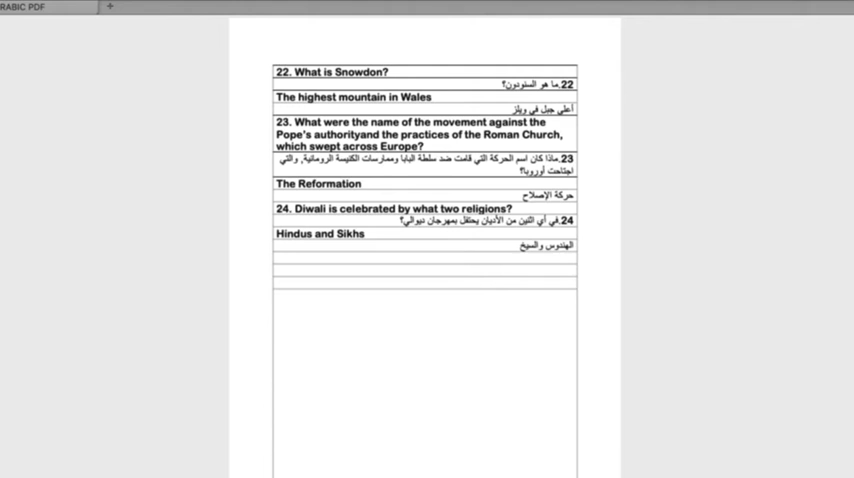 RABIC PDF
22. What is Snowdon?
22.ما هو السنودون؟
The highest mountain in Wales
أعلى جبل في ويلز
23. What were the name of the movement against the
Pope's authorityand the practices of the Roman Church,
which swept across Europe?
23.ماذا كان اسم الحركة التي قامت ضد سلطة البابا وممارسات الكنيسة الرومانية, والتي
اجتاحت أوروبا؟
The Reformation
حركة الإصلاح
24. Diwali is celebrated by what two religions?
24.في أي اثنين من الأديان يحتفل بمهرجان ديوالي؟
Hindus and Sikhs
الهندوس والسيخ